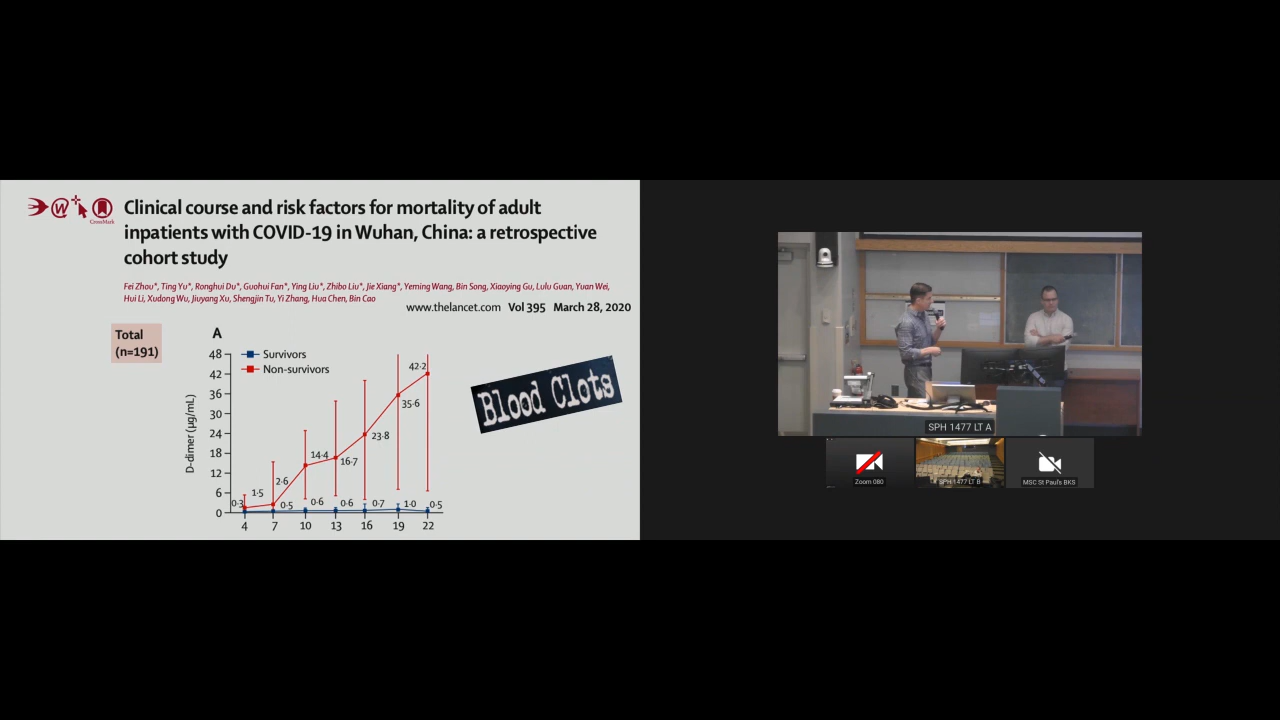 CrossMark
Clinical course and risk factors for mortality of adult
inpatients with COVID-19 in Wuhan, China: a retrospective
cohort study
Fei Zhou*, Ting Yu*, Ronghui Du*, Guohui Fan*, Ying Liu*, Zhibo Liu*, Jie Xiang*, Yeming Wang, Bin Song, Xiaoying Gu, Lulu Guan, Yuan Wei,
Hui Li, Xudong Wu, Jiuyang Xu, Shengjin Tu, Yi Zhang, Hua Chen, Bin Cao
www.thelancet.com Vol 395 March 28, 2020
Total
(n=191)
A
Survivors
Non-survivors
D-dimer (μg/mL)
48
42
36
30
24
18
12
6
0
0·3
1·5
2·6
14·4
16·7
23·8
35·6
42·2
0·5
0·6
0·6
0·7
1·0
0·5
4 7 10 13 16 19 22
Blood Clots
SPH 1477 LT A
Zoom 080
SPH 1477 LT B
MSC St Paul's BKS